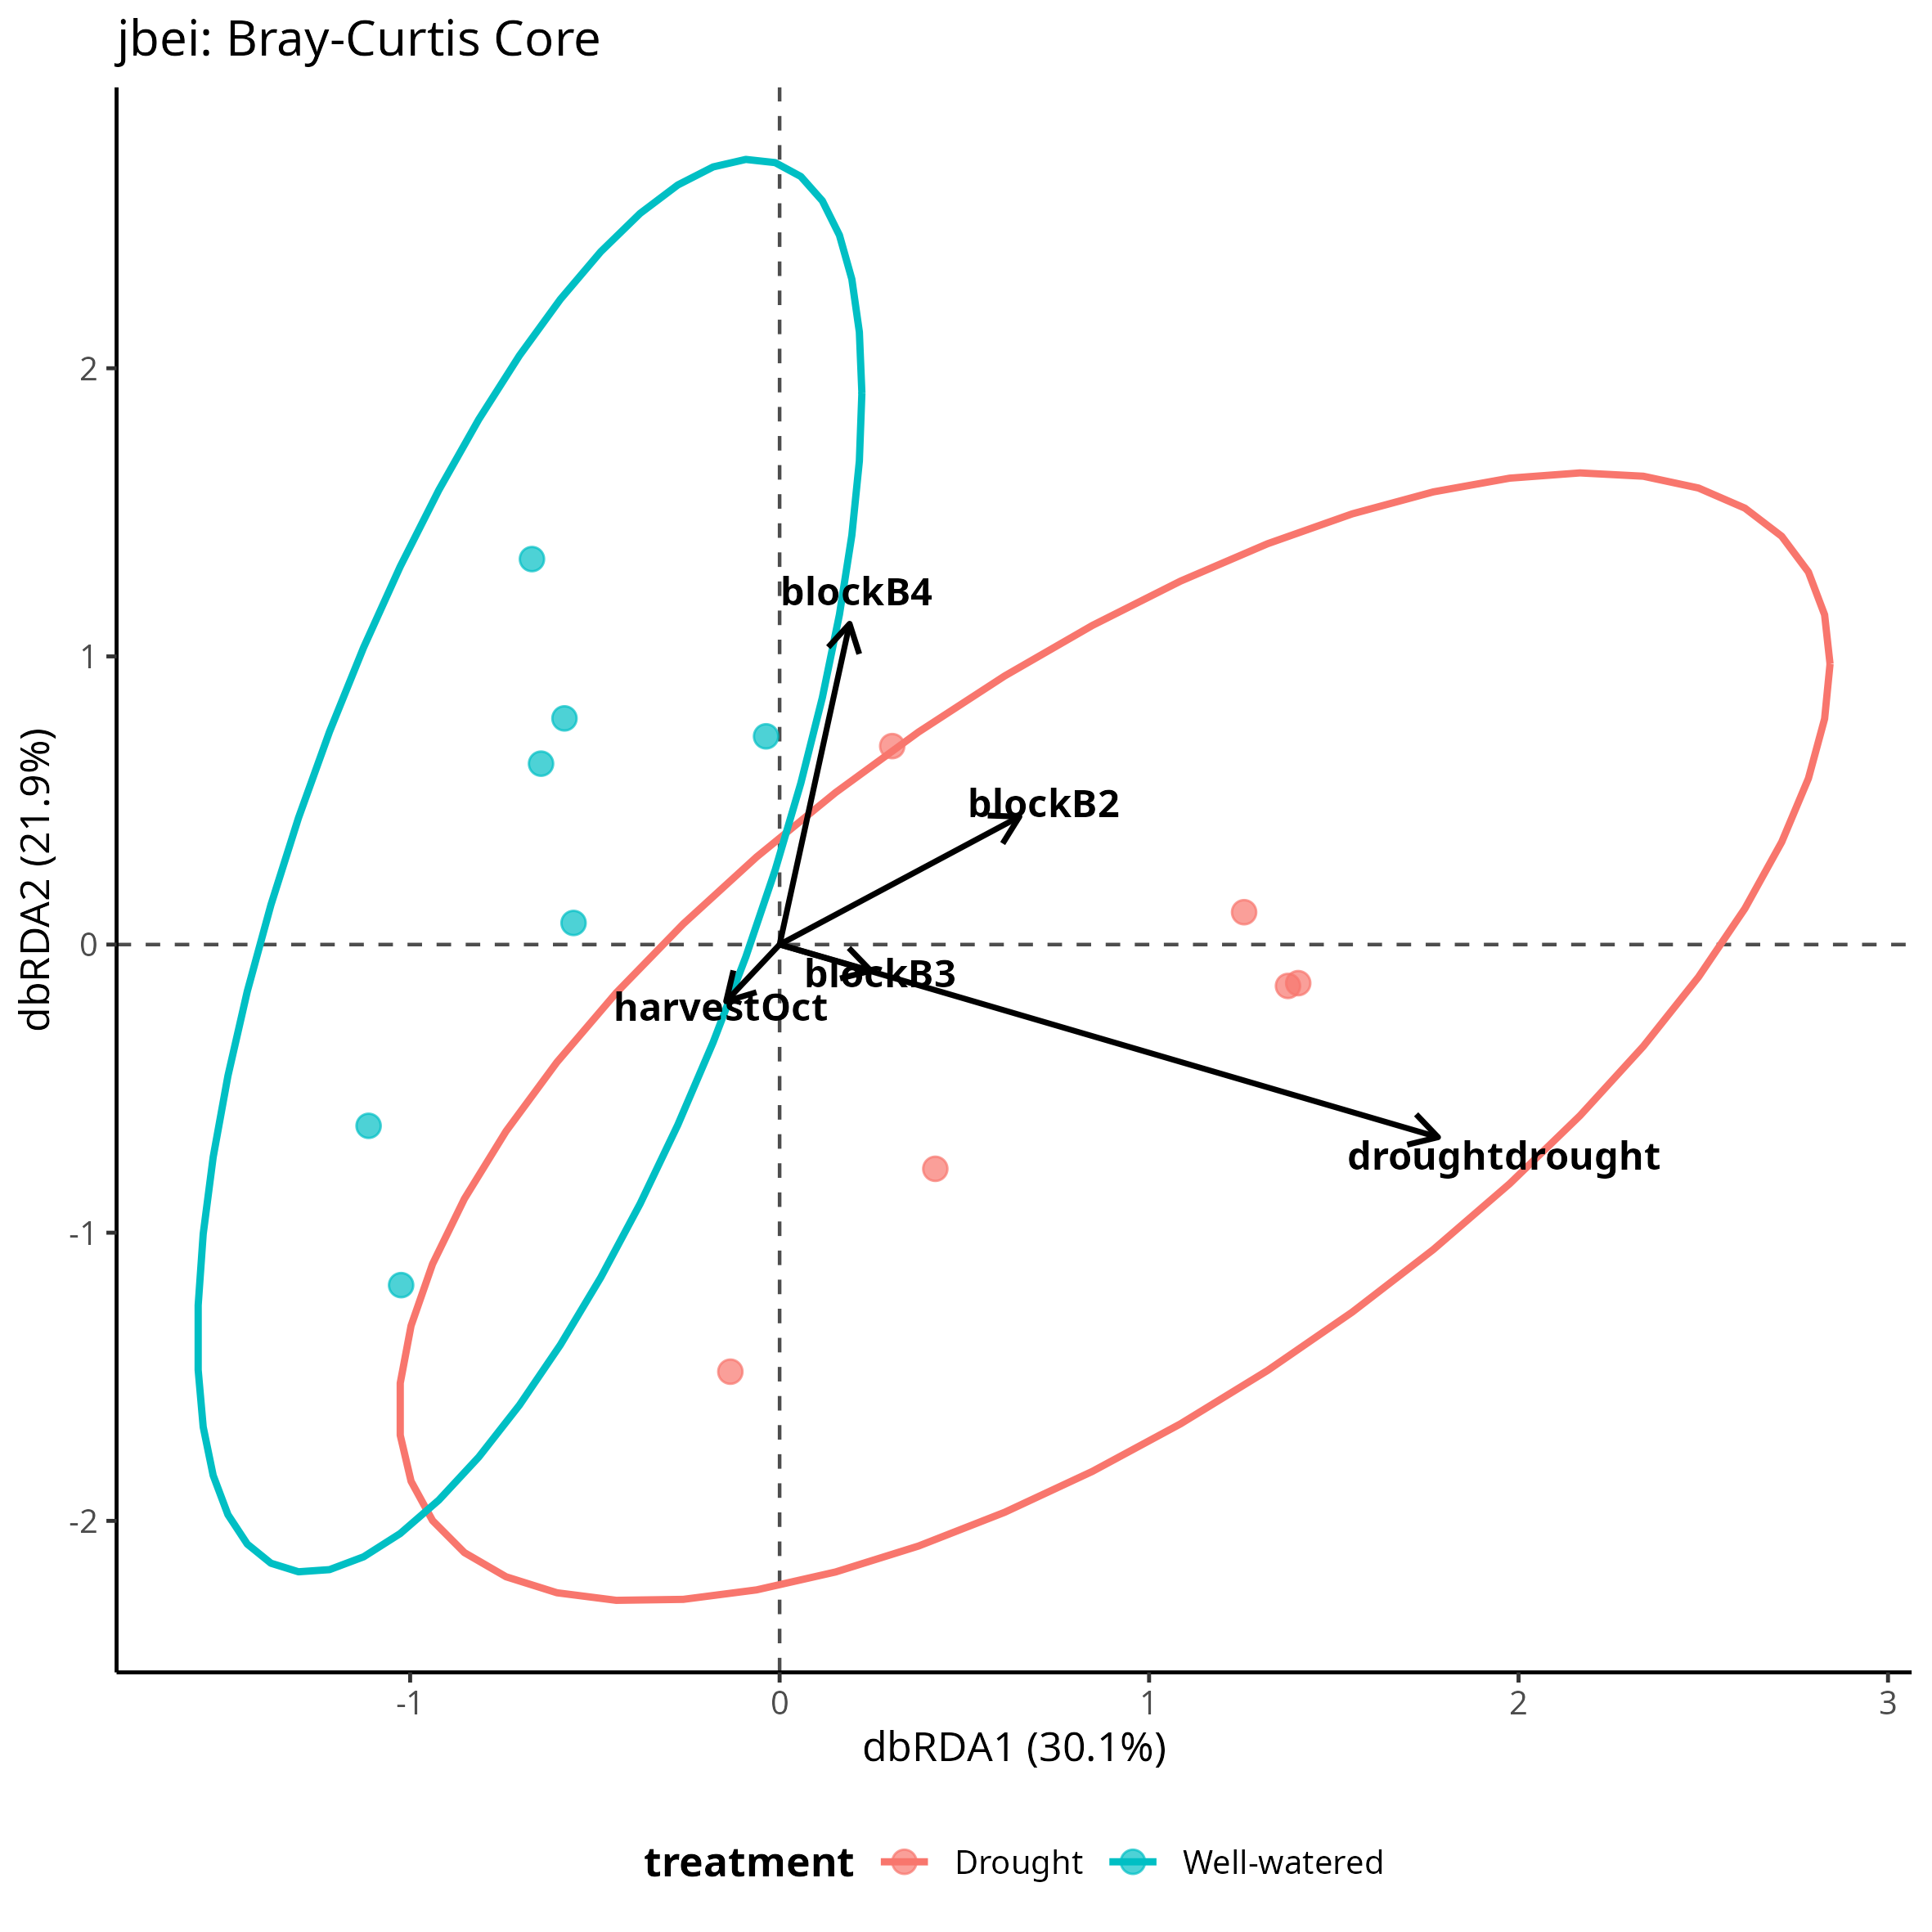 jbei: Bray-Curtis Core
dbRDA2 (21.9%)
2
1
0
-1
-2
blockB4
blockB2
blockB3
harvestOct
droughtdrought
-1
0
1
2
3
dbRDA1 (30.1%)
treatment Drought Well-watered